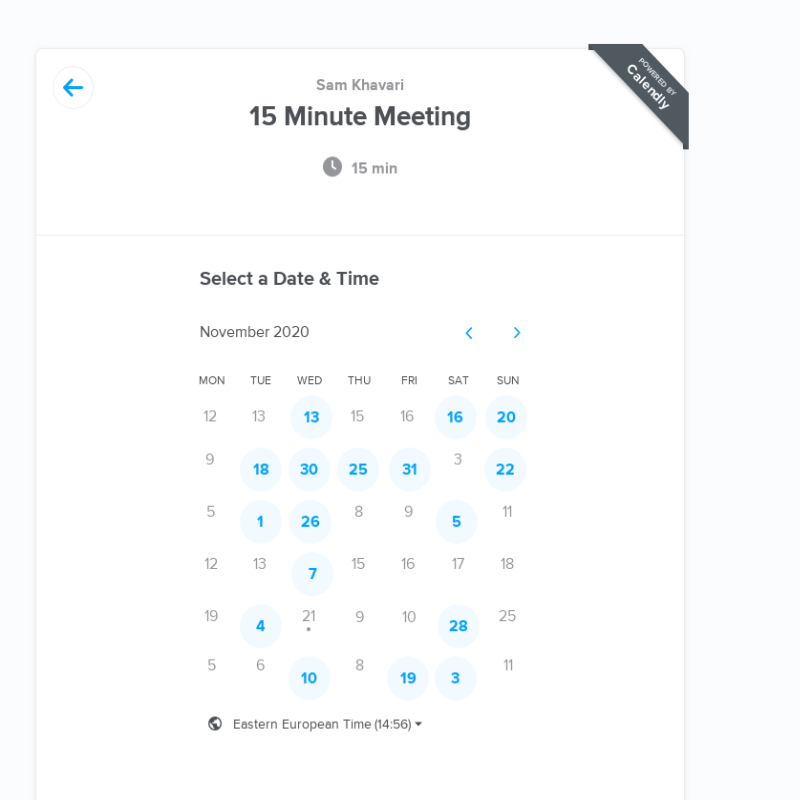 POWERED BY
Calendly
Sam Khavari
15 Minute Meeting
15 min
Select a Date & Time
November 2020
MON TUE WED THU FRI SAT SUN
12 13 13 15 16 16 20
9 18 30 25 31 3 22
5 1 26 8 9 5 11
12 13 7 15 16 17 18
19 4 21 9 10 28 25
5 6 10 8 19 3 11
Eastern European Time (14:56)